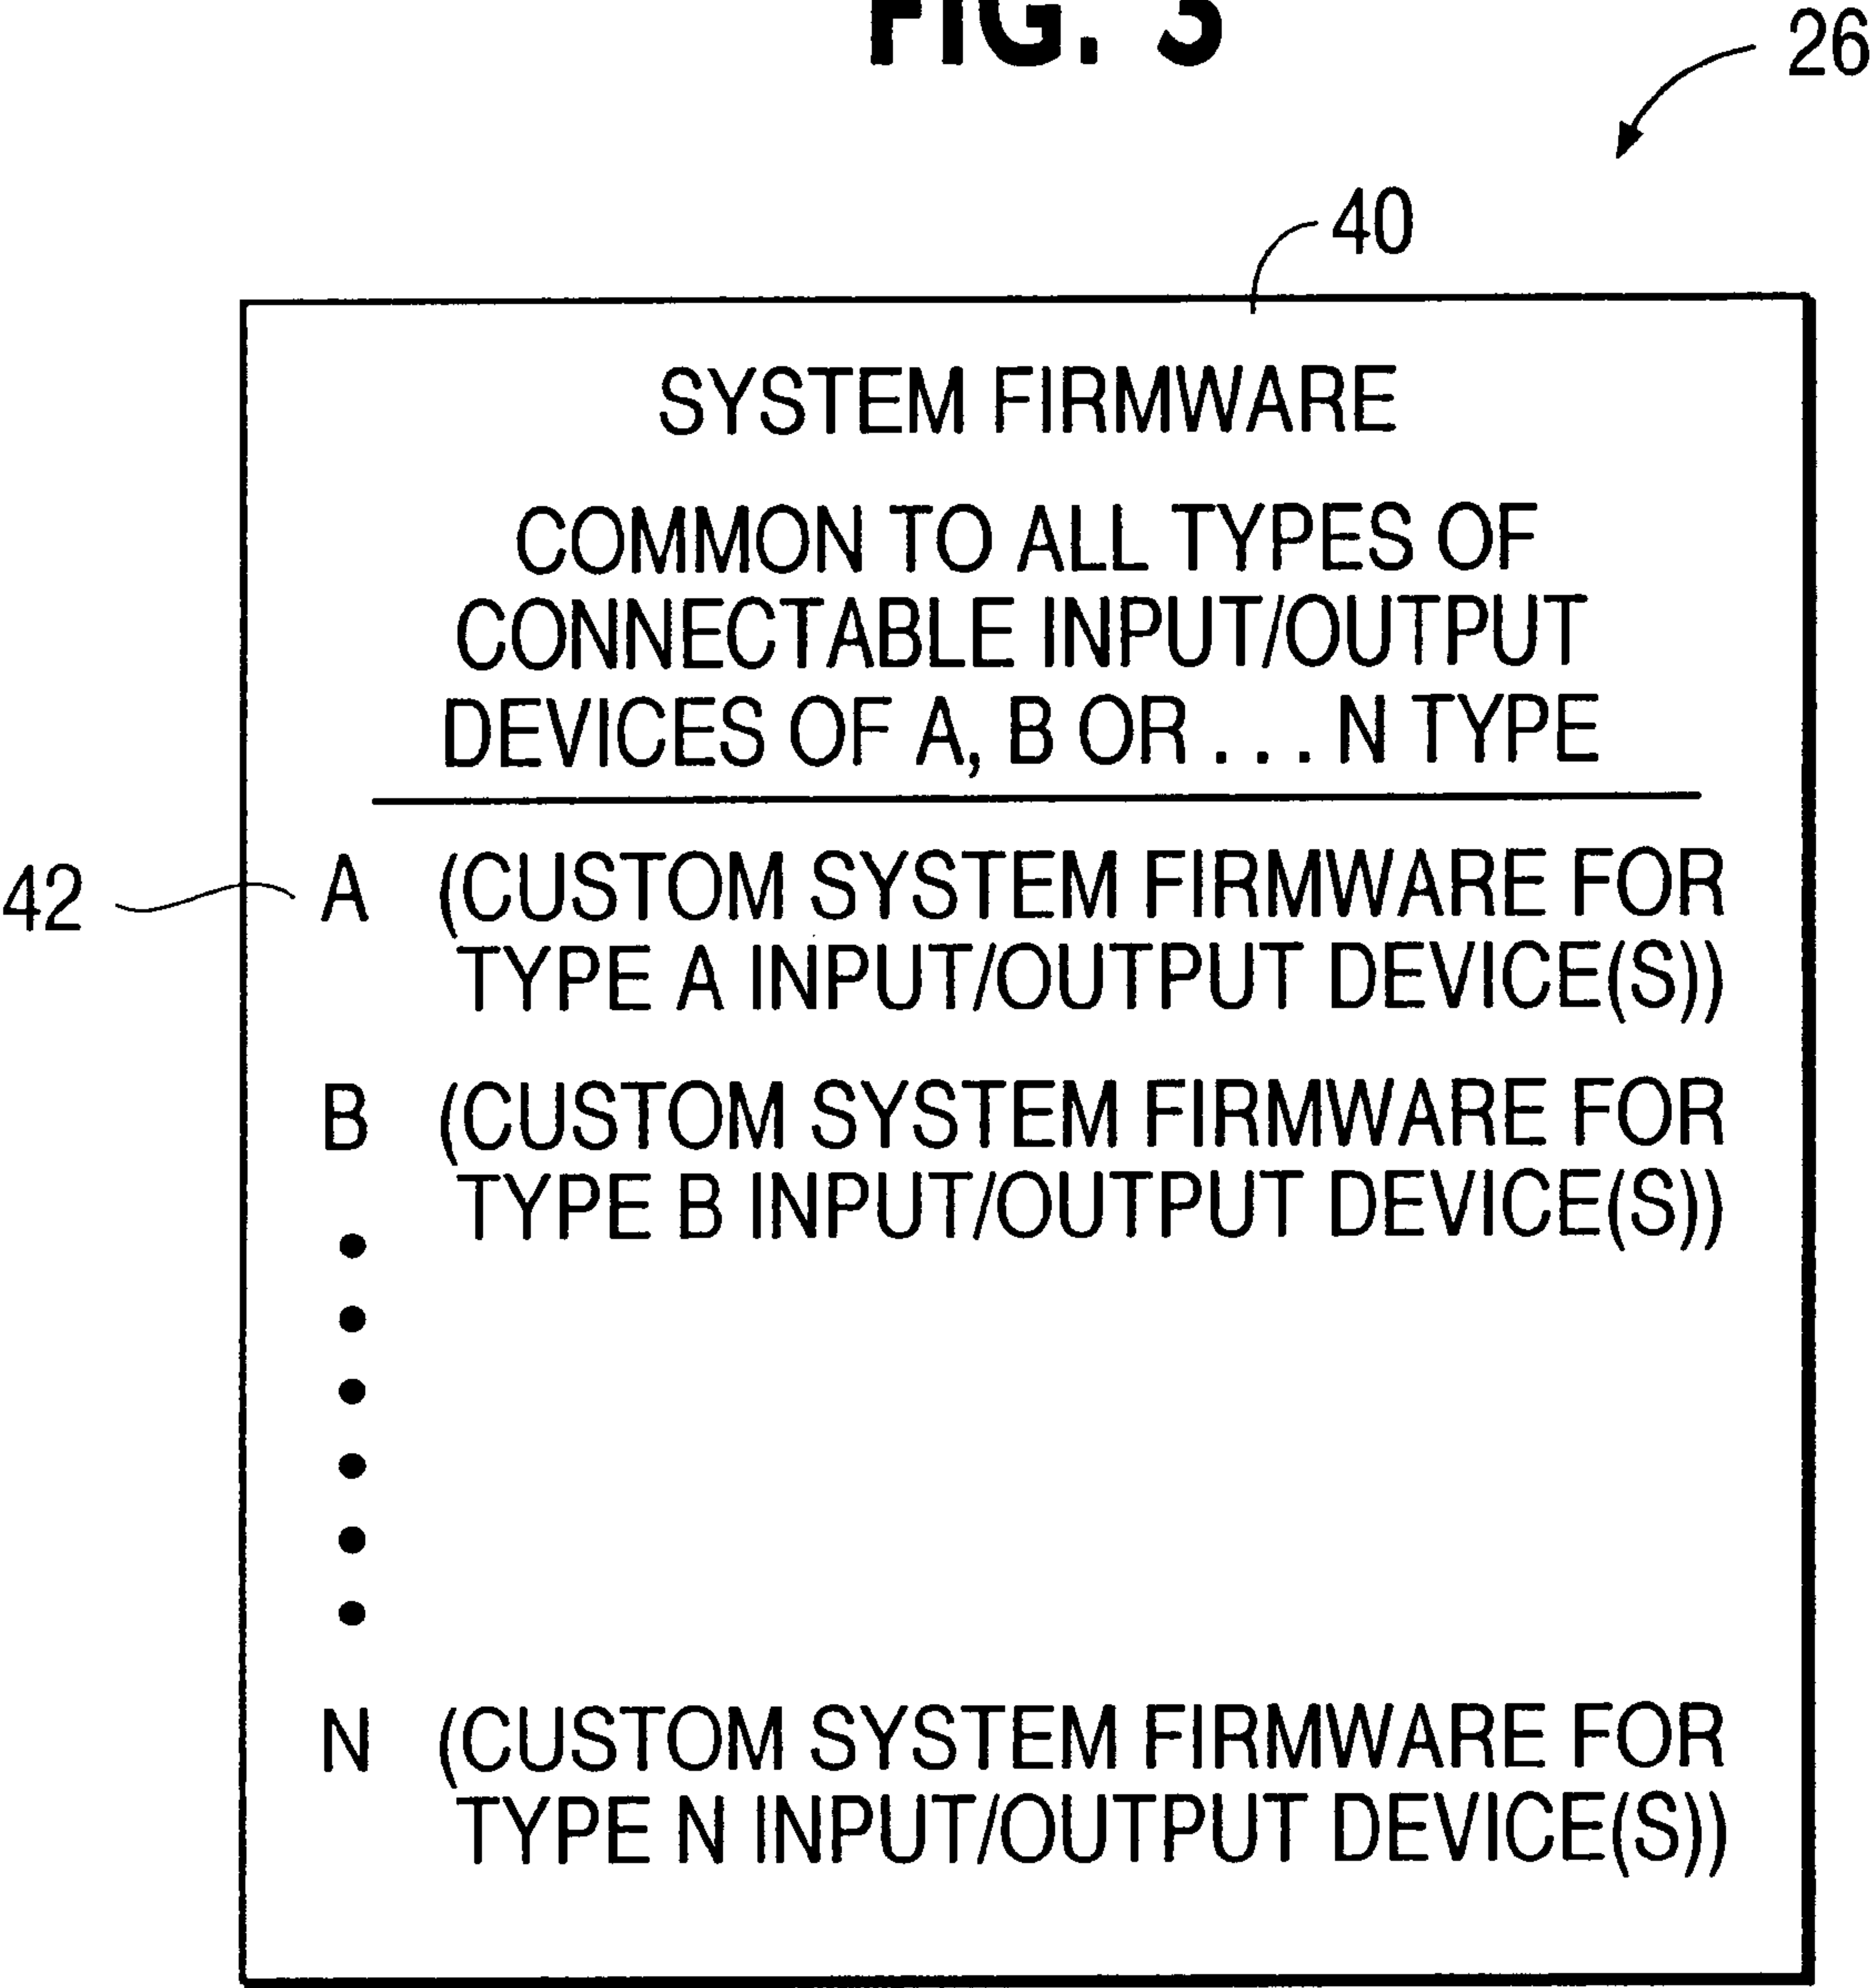 FIG. 3
26
40
SYSTEM FIRMWARE
COMMON TO ALL TYPES OF
CONNECTABLE INPUT/OUTPUT
DEVICES OF A, B OR . . . N TYPE
42
A (CUSTOM SYSTEM FIRMWARE FOR
TYPE A INPUT/OUTPUT DEVICE(S))
B (CUSTOM SYSTEM FIRMWARE FOR
TYPE B INPUT/OUTPUT DEVICE(S))
N (CUSTOM SYSTEM FIRMWARE FOR
TYPE N INPUT/OUTPUT DEVICE(S))